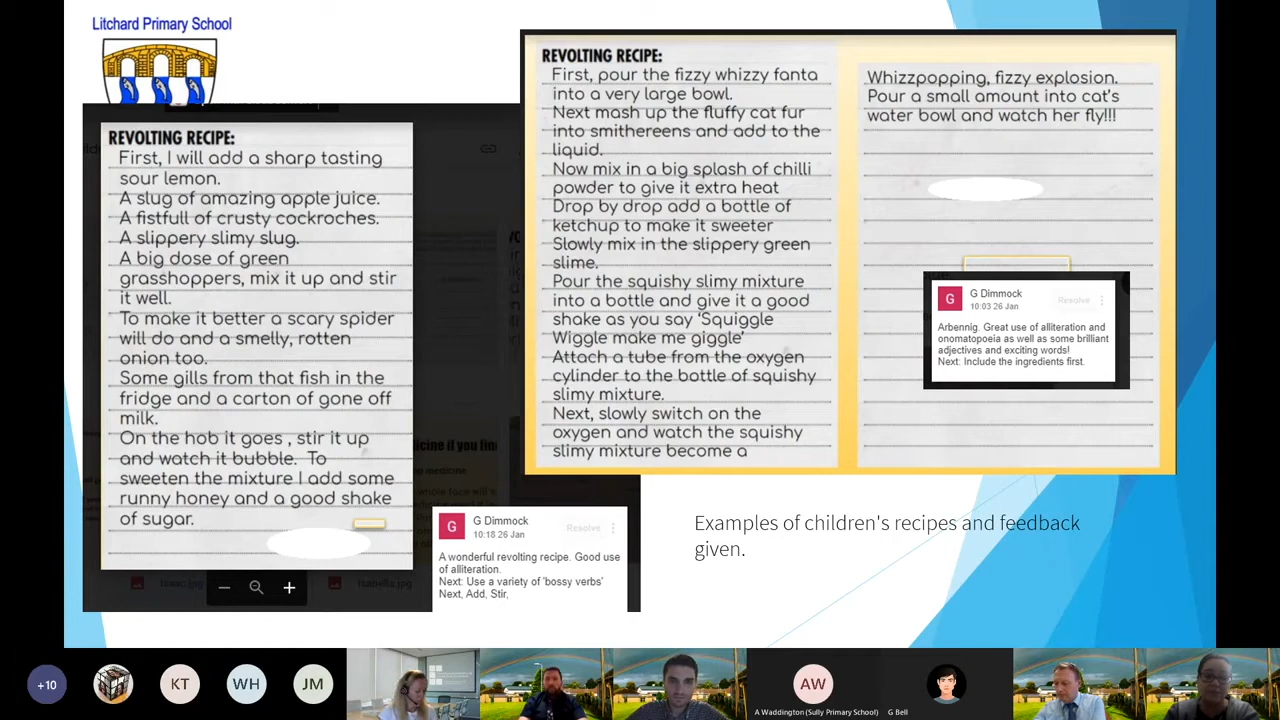 Litchard Primary School
REVOLTING RECIPE:
First, I will add a sharp tasting
sour lemon.
A slug of amazing apple juice.
A fistfull of crusty cockroches.
A slippery slimy slug.
A big dose of green
grasshoppers, mix it up and stir
it well.
To make it better a scary spider
will do and a smelly, rotten
onion too.
Some gills from that fish in the
fridge and a carton of gone off
milk.
On the hob it goes , stir it up
and watch it bubble. To
sweeten the mixture I add some
runny honey and a good shake
of sugar.
G Dimmock
10:18 26 Jan
Resolve
A wonderful revolting recipe. Good use
of alliteration.
Next: Use a variety of 'bossy verbs'
Next, Add, Stir,
REVOLTING RECIPE:
First, pour the fizzy whizzy fanta
into a very large bowl.
Next mash up the fluffy cat fur
into smithereens and add to the
liquid.
Now mix in a big splash of chilli
powder to give it extra heat
Drop by drop add a bottle of
ketchup to make it sweeter
Slowly mix in the slippery green
slime.
Pour the squishy slimy mixture
into a bottle and give it a good
shake as you say 'Squiggle
Wiggle make me giggle'
Attach a tube from the oxygen
cylinder to the bottle of squishy
slimy mixture.
Next, slowly switch on the
oxygen and watch the squishy
slimy mixture become a
Whizzpopping, fizzy explosion.
Pour a small amount into cat's
water bowl and watch her fly!!!
G Dimmock
10:03 26 Jan
Resolve
Arbennig. Great use of alliteration and
onomatopoeia as well as some brilliant
adjectives and exciting words!
Next: Include the ingredients first.
Examples of children's recipes and feedback
given.
Isaac.jpg
Isabella.jpg
+10
KT
WH
JM
AW
A Waddington (Sully Primary School)
G Bell